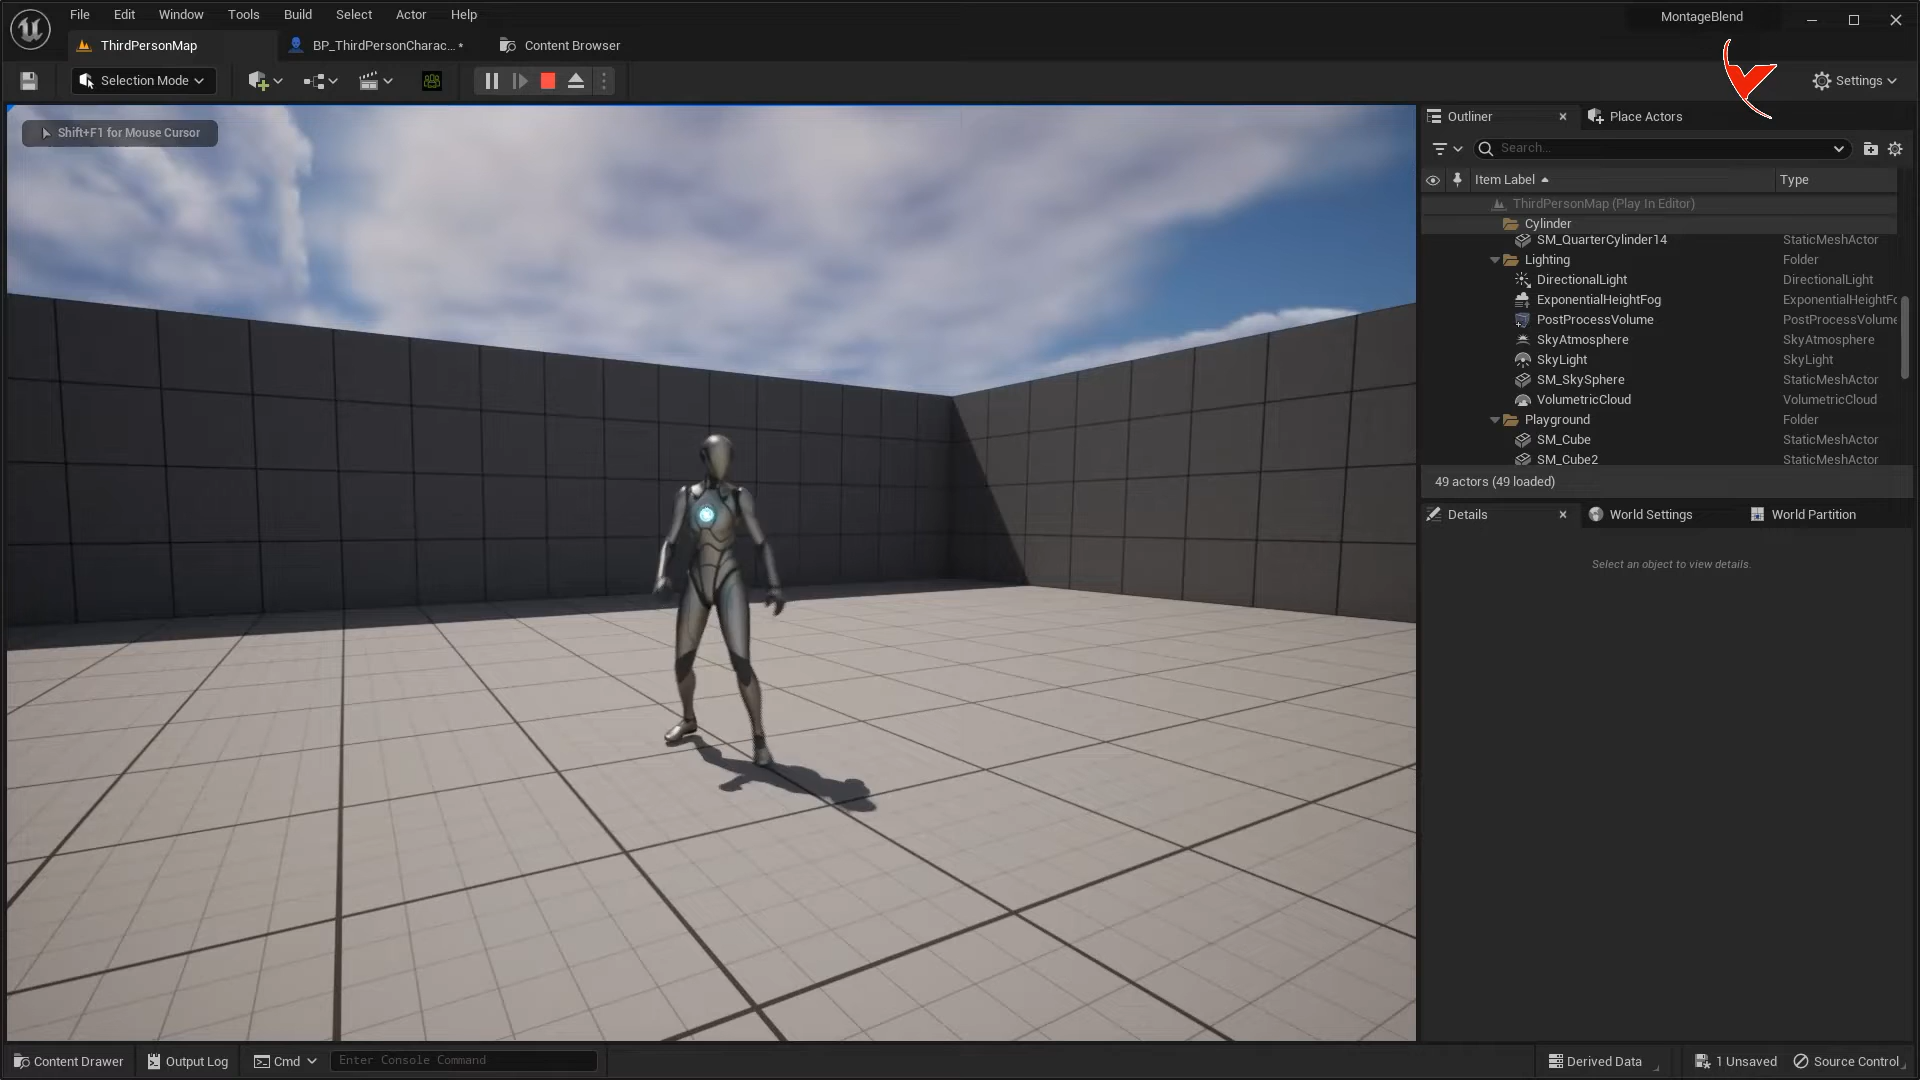 File Edit Window Tools Build Select Actor Help
MontageBlend
ThirdPersonMap
BP_ThirdPersonCharac...*
Content Browser
Selection Mode
Settings
Shift+F1 for Mouse Cursor
Outliner
Place Actors
Search...
Item Label
Type
ThirdPersonMap (Play In Editor)
Cylinder
SM_QuarterCylinder14 StaticMeshActor
Lighting Folder
DirectionalLight DirectionalLight
ExponentialHeightFog ExponentialHeightFo
PostProcessVolume PostProcessVolume
SkyAtmosphere SkyAtmosphere
SkyLight SkyLight
SM_SkySphere StaticMeshActor
VolumetricCloud VolumetricCloud
Playground Folder
SM_Cube StaticMeshActor
SM_Cube2 StaticMeshActor
49 actors (49 loaded)
Details
World Settings
World Partition
Select an object to view details.
Content Drawer
Output Log
Cmd
Enter Console Command
Derived Data
1 Unsaved
Source Control